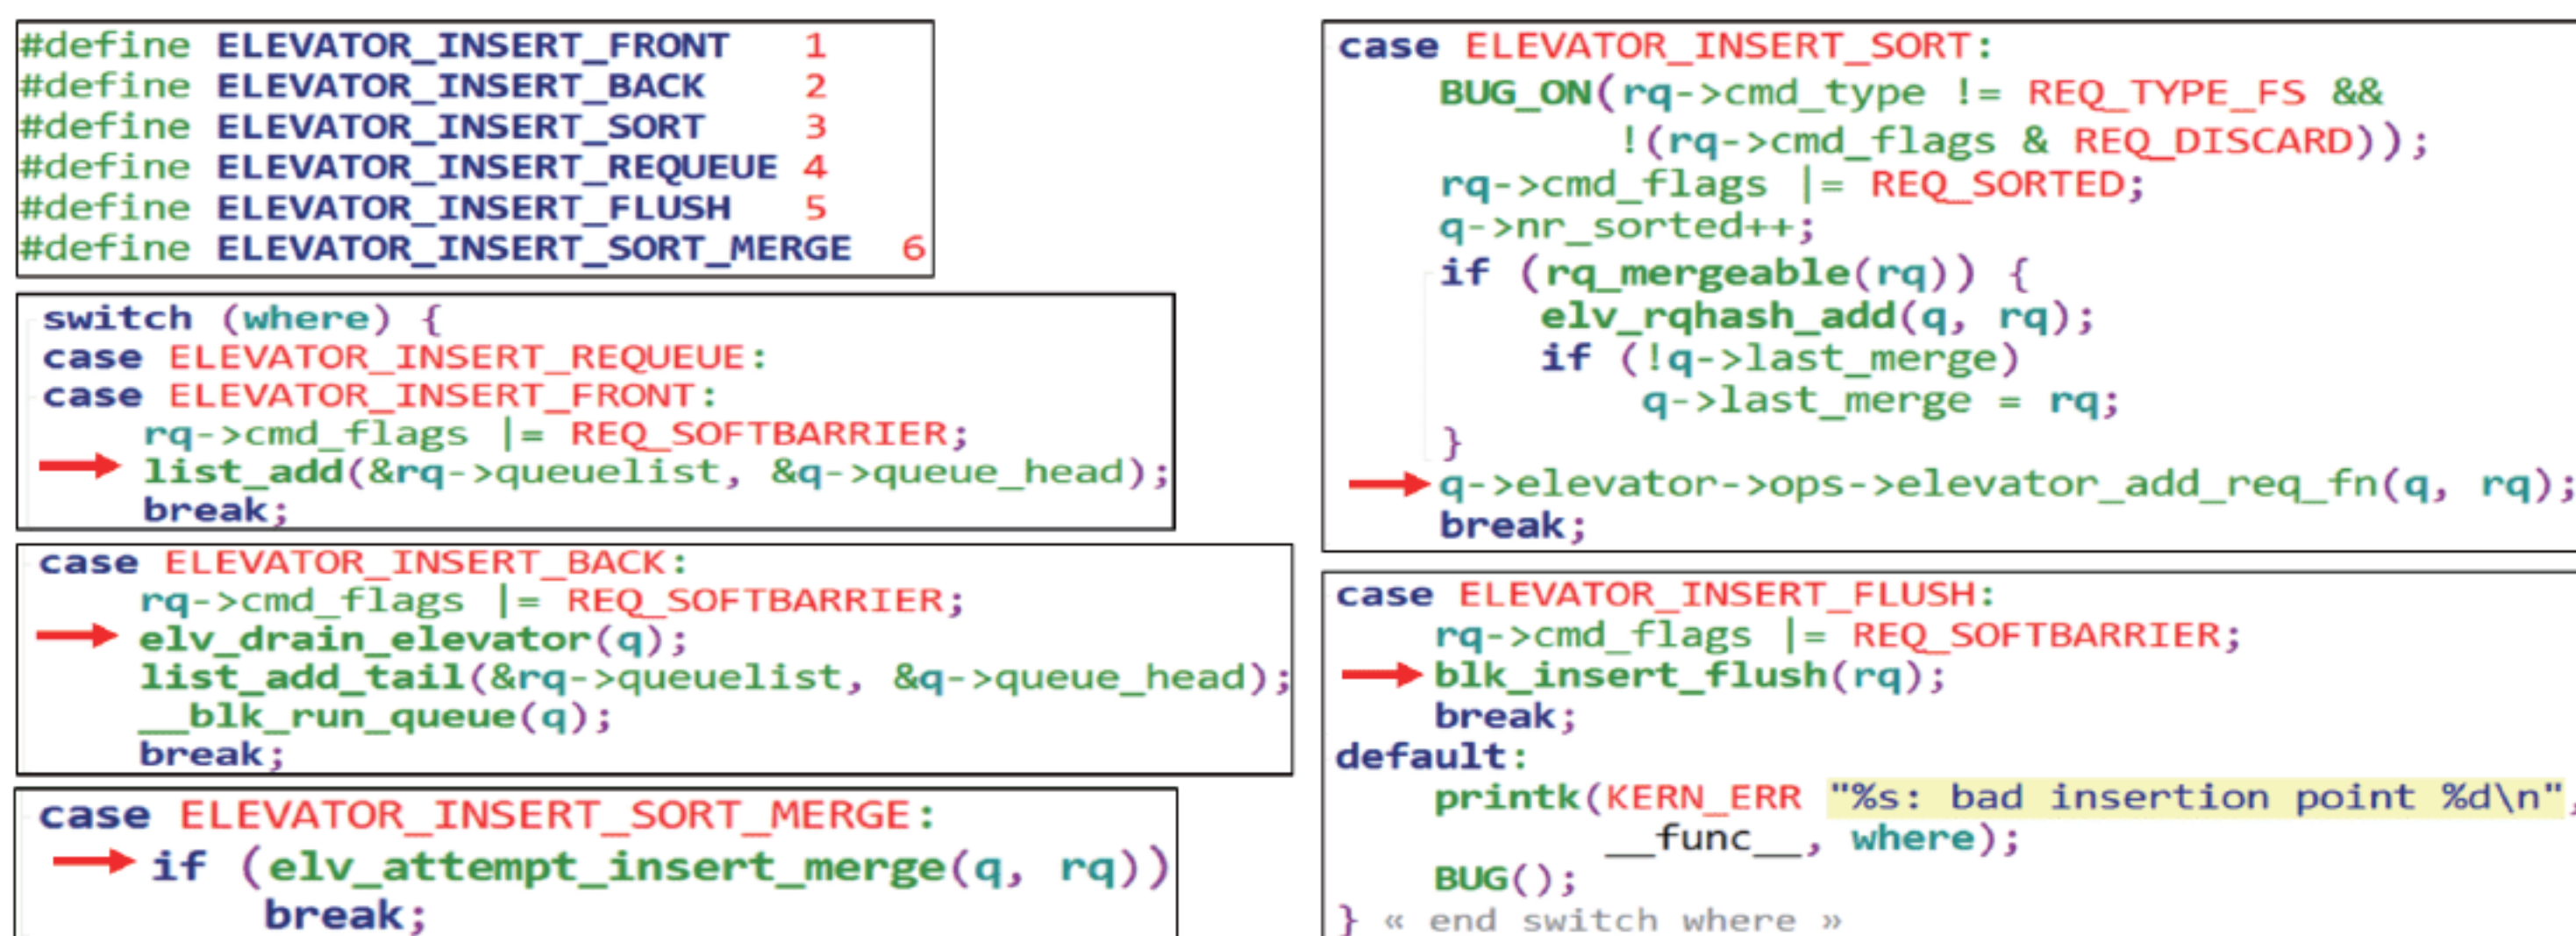 #define ELEVATOR_INSERT_FRONT 1
#define ELEVATOR_INSERT_BACK 2
#define ELEVATOR_INSERT_SORT 3
#define ELEVATOR_INSERT_REQUEUE 4
#define ELEVATOR_INSERT_FLUSH 5
#define ELEVATOR_INSERT_SORT_MERGE 6
switch (where) {
case ELEVATOR_INSERT_REQUEUE:
case ELEVATOR_INSERT_FRONT:
rq->cmd_flags |= REQ_SOFTBARRIER;
list_add(&rq->queuelist, &q->queue_head);
break;
case ELEVATOR_INSERT_BACK:
rq->cmd_flags |= REQ_SOFTBARRIER;
elv_drain_elevator(q);
list_add_tail(&rq->queuelist, &q->queue_head);
__blk_run_queue(q);
break;
case ELEVATOR_INSERT_SORT_MERGE:
if (elv_attempt_insert_merge(q, rq))
break;
case ELEVATOR_INSERT_SORT:
BUG_ON(rq->cmd_type != REQ_TYPE_FS &&
!(rq->cmd_flags & REQ_DISCARD));
rq->cmd_flags |= REQ_SORTED;
q->nr_sorted++;
if (rq_mergeable(rq)) {
elv_rqhash_add(q, rq);
if (!q->last_merge)
q->last_merge = rq;
}
q->elevator->ops->elevator_add_req_fn(q, rq);
break;
case ELEVATOR_INSERT_FLUSH:
rq->cmd_flags |= REQ_SOFTBARRIER;
blk_insert_flush(rq);
break;
default:
printk(KERN_ERR "%s: bad insertion point %d\n",
__func__, where);
BUG();
} « end switch where »